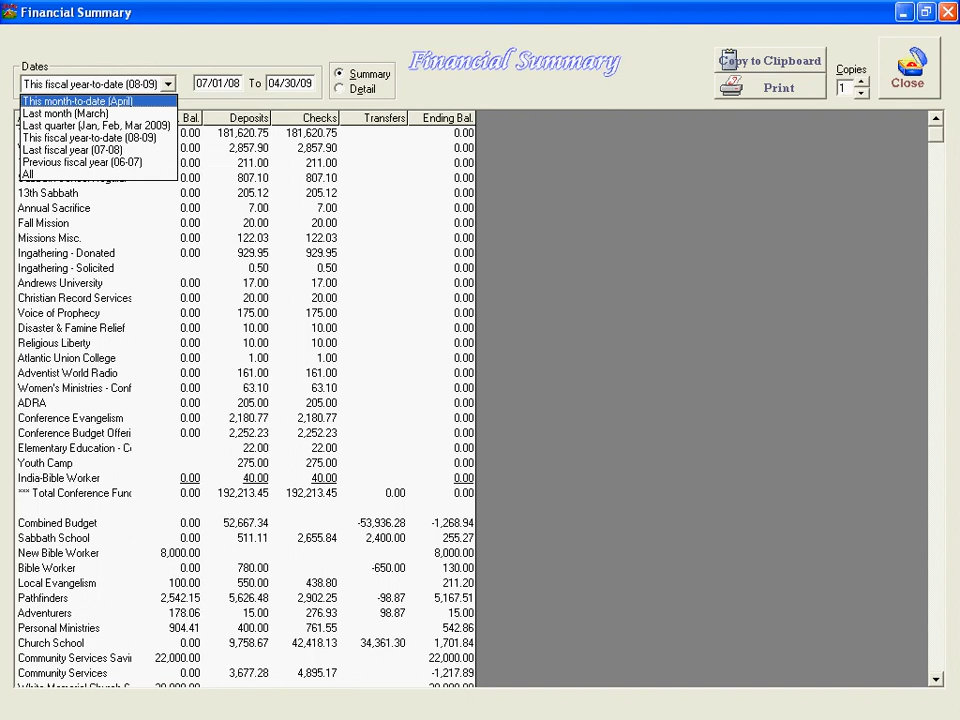 Financial Summary
Dates
This fiscal year-to-date (08-09) 07/01/08 To 04/30/09
Summary
Detail
Financial Summary
Copy to Clipboard
Print
Copies
1
Close
This month-to-date (April)
Last month (March)
Last quarter (Jan, Feb, Mar 2009)
This fiscal year-to-date (08-09)
Last fiscal year (07-08)
Previous fiscal year (06-07)
All
Bal. Deposits Checks Transfers Ending Bal.
0.00 181,620.75 181,620.75 0.00
0.00 2,857.90 2,857.90 0.00
0.00 211.00 211.00 0.00
0.00 807.10 807.10 0.00
13th Sabbath 0.00 205.12 205.12 0.00
Annual Sacrifice 0.00 7.00 7.00 0.00
Fall Mission 0.00 20.00 20.00 0.00
Missions Misc. 0.00 122.03 122.03 0.00
Ingathering - Donated 0.00 929.95 929.95 0.00
Ingathering - Solicited 0.50 0.50 0.00
Andrews University 0.00 17.00 17.00 0.00
Christian Record Services 0.00 20.00 20.00 0.00
Voice of Prophecy 0.00 175.00 175.00 0.00
Disaster & Famine Relief 0.00 10.00 10.00 0.00
Religious Liberty 0.00 10.00 10.00 0.00
Atlantic Union College 0.00 1.00 1.00 0.00
Adventist World Radio 0.00 161.00 161.00 0.00
Women's Ministries - Conf 0.00 63.10 63.10 0.00
ADRA 0.00 205.00 205.00 0.00
Conference Evangelism 0.00 2,180.77 2,180.77 0.00
Conference Budget Offeri 0.00 2,252.23 2,252.23 0.00
Elementary Education - Co 22.00 22.00 0.00
Youth Camp 275.00 275.00 0.00
India-Bible Worker 0.00 40.00 40.00 0.00
*** Total Conference Func 0.00 192,213.45 192,213.45 0.00 0.00
Combined Budget 0.00 52,667.34 -53,936.28 -1,268.94
Sabbath School 0.00 511.11 2,655.84 2,400.00 255.27
New Bible Worker 8,000.00 8,000.00
Bible Worker 0.00 780.00 -650.00 130.00
Local Evangelism 100.00 550.00 438.80 211.20
Pathfinders 2,542.15 5,626.48 2,902.25 -98.87 5,167.51
Adventurers 178.06 15.00 276.93 98.87 15.00
Personal Ministries 904.41 400.00 761.55 542.86
Church School 0.00 9,758.67 42,418.13 34,361.30 1,701.84
Community Services Savi 22,000.00 22,000.00
Community Services 0.00 3,677.28 4,895.17 -1,217.89